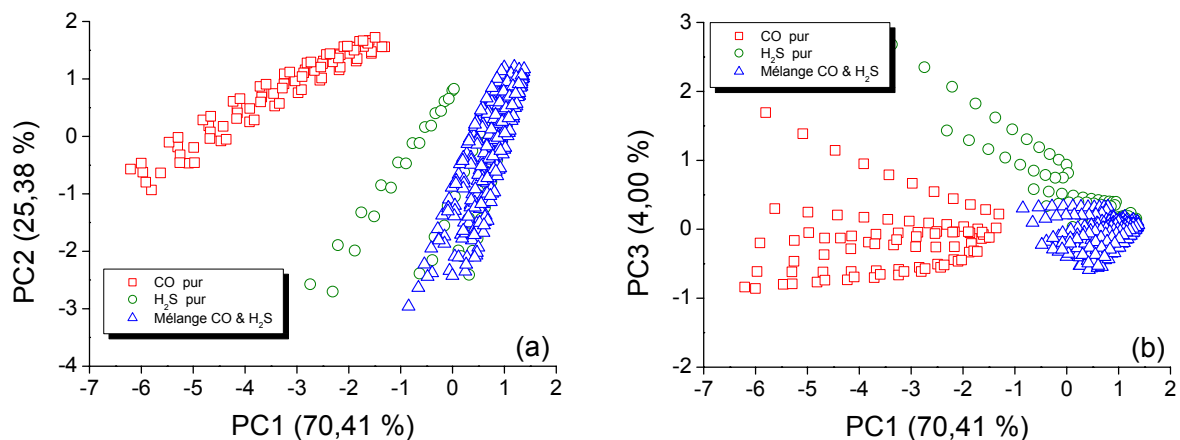 2
1
0
-1
-2
-3
-4
PC2 (25,38 %)
CO pur
H₂S pur
Mélange CO & H₂S
(a)
-7 -6 -5 -4 -3 -2 -1 0 1 2
PC1 (70,41 %)
3
2
1
0
-1
-2
PC3 (4,00 %)
CO pur
H₂S pur
Mélange CO & H₂S
(b)
-7 -6 -5 -4 -3 -2 -1 0 1 2
PC1 (70,41 %)